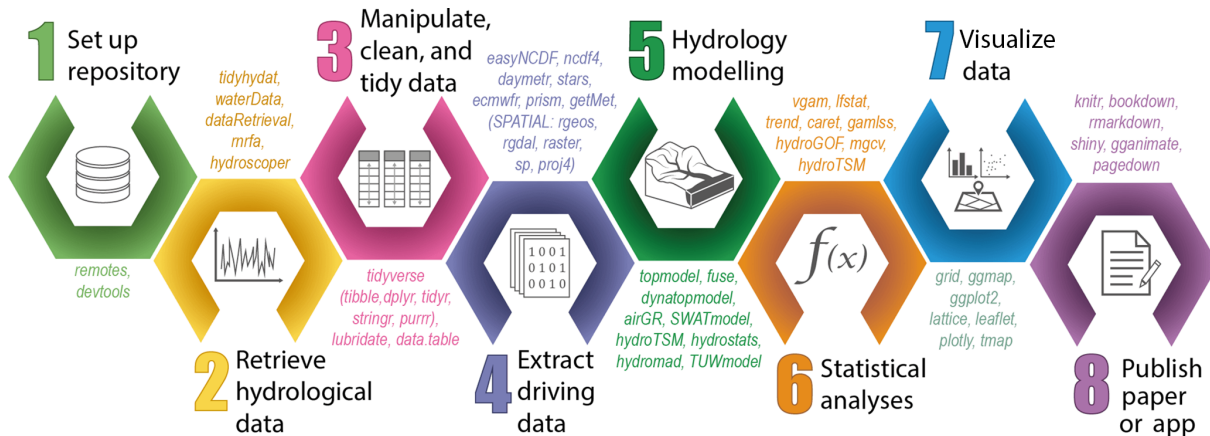 1 Set up
repository
remotes,
devtools
tidyhydat,
waterData,
dataRetrieval,
mrfa,
hydroscoper
2 Retrieve
hydrological
data
3 Manipulate,
clean, and
tidy data
tidyverse
(tibble,dplyr, tidyr,
stringr, purrr),
lubridate, data.table
easyNCDF, ncdf4,
daymetr, stars,
ecmwfr, prism, getMet,
(SPATIAL: rgeos,
rgdal, raster,
sp, proj4)
1001
0101
0010
4 Extract
driving
data
5 Hydrology
modelling
topmodel, fuse,
dynatopmodel,
airGR, SWATmodel,
hydroTSM, hydrostats,
hydromad, TUWmodel
vgam, lfstat,
trend, caret, gamlss,
hydroGOF, mgcv,
hydroTSM
f(x)
6 Statistical
analyses
7 Visualize
data
grid, ggmap,
ggplot2,
lattice, leaflet,
plotly, tmap
knitr, bookdown,
rmarkdown,
shiny, gganimate,
pagedown
8 Publish
paper
or app